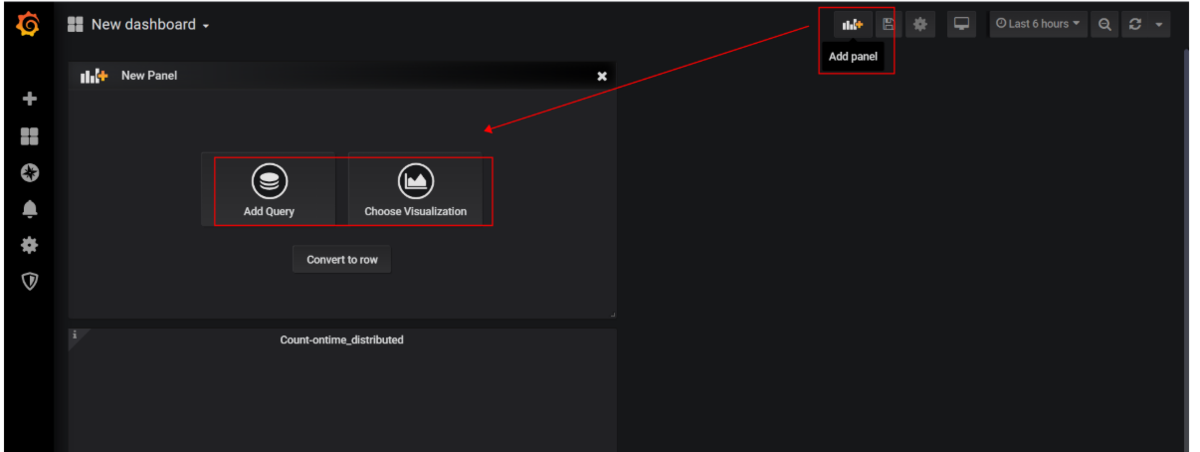 New dashboard
Last 6 hours
Add panel
New Panel
Add Query
Choose Visualization
Convert to row
i
Count-ontime_distributed